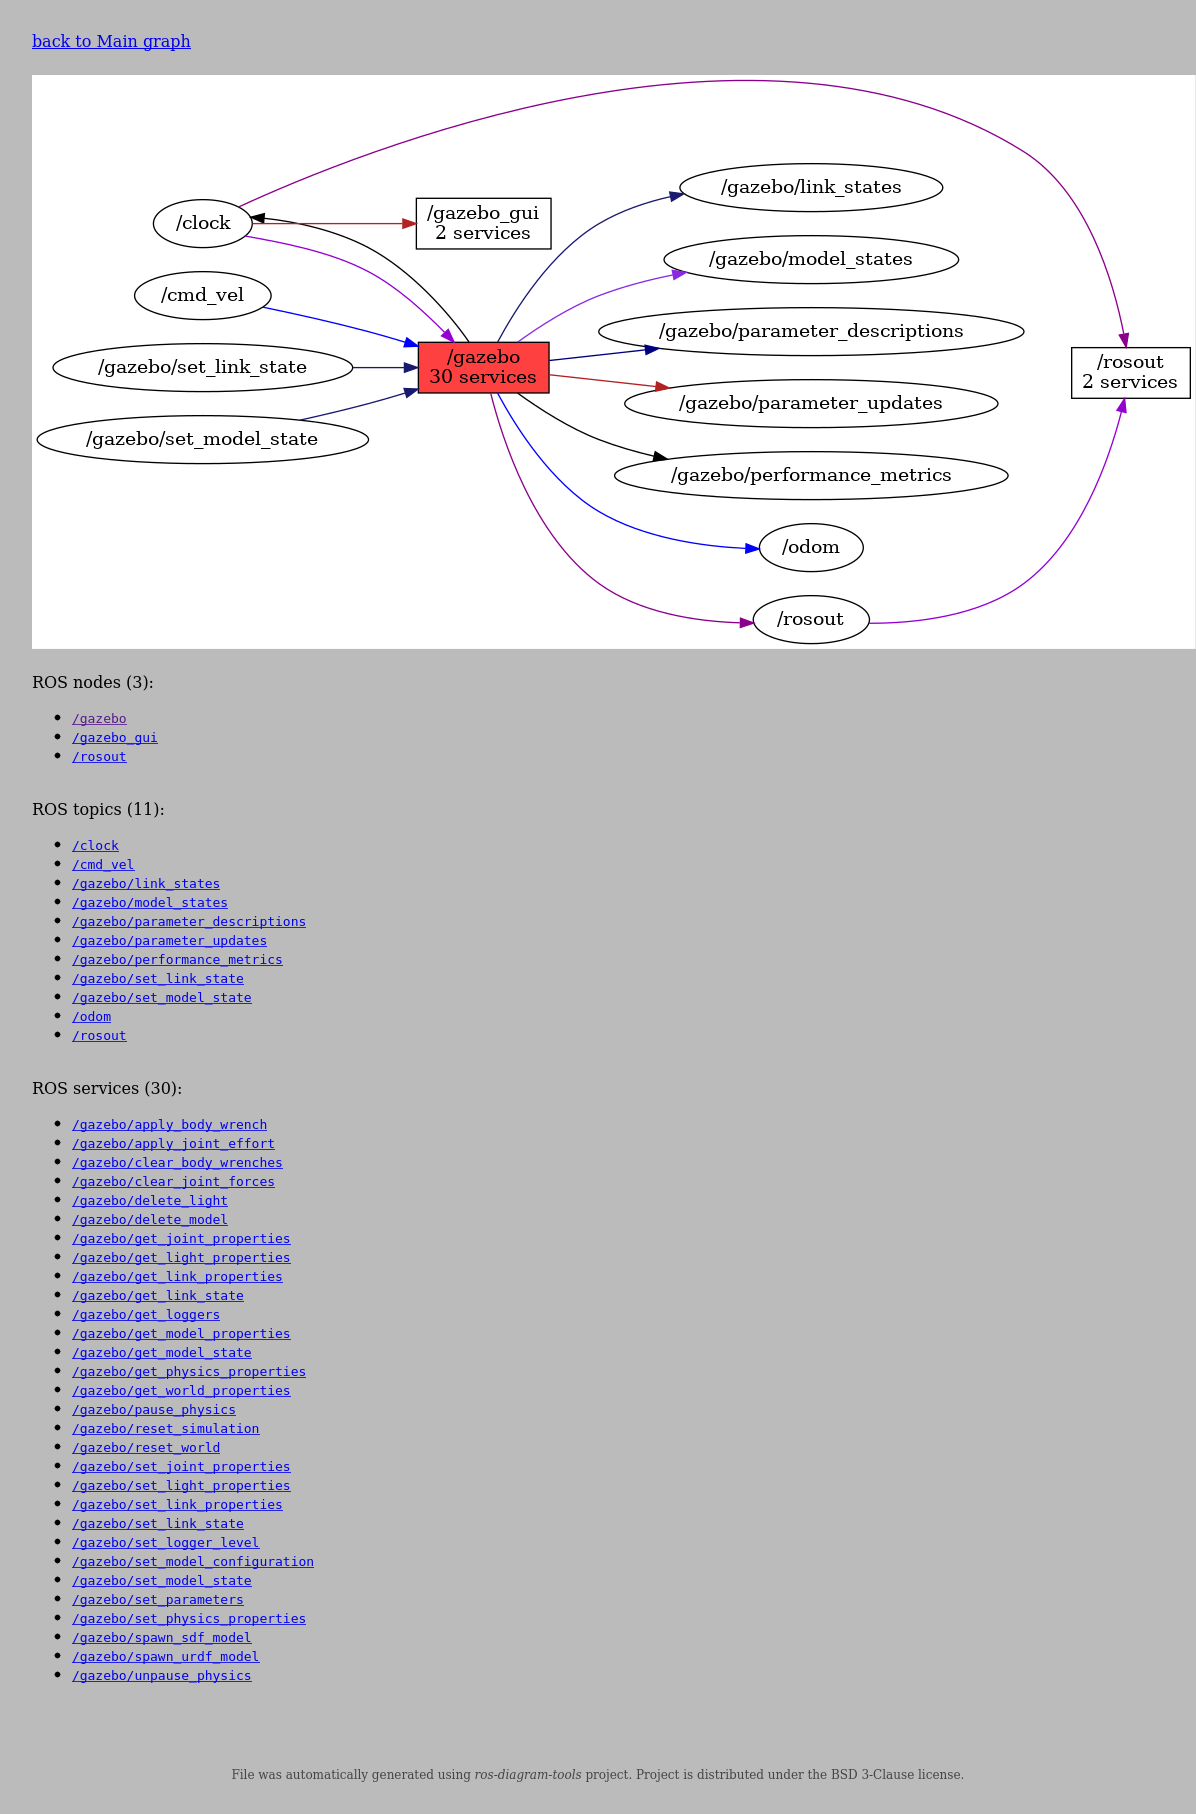 back to Main graph
/clock
/gazebo_gui
2 services
/cmd_vel
/gazebo/set_link_state
/gazebo/set_model_state
/gazebo
30 services
/gazebo/link_states
/gazebo/model_states
/gazebo/parameter_descriptions
/gazebo/parameter_updates
/gazebo/performance_metrics
/odom
/rosout
/rosout
2 services
ROS nodes (3):
/gazebo
/gazebo_gui
/rosout
ROS topics (11):
/clock
/cmd_vel
/gazebo/link_states
/gazebo/model_states
/gazebo/parameter_descriptions
/gazebo/parameter_updates
/gazebo/performance_metrics
/gazebo/set_link_state
/gazebo/set_model_state
/odom
/rosout
ROS services (30):
/gazebo/apply_body_wrench
/gazebo/apply_joint_effort
/gazebo/clear_body_wrenches
/gazebo/clear_joint_forces
/gazebo/delete_light
/gazebo/delete_model
/gazebo/get_joint_properties
/gazebo/get_light_properties
/gazebo/get_link_properties
/gazebo/get_link_state
/gazebo/get_loggers
/gazebo/get_model_properties
/gazebo/get_model_state
/gazebo/get_physics_properties
/gazebo/get_world_properties
/gazebo/pause_physics
/gazebo/reset_simulation
/gazebo/reset_world
/gazebo/set_joint_properties
/gazebo/set_light_properties
/gazebo/set_link_properties
/gazebo/set_link_state
/gazebo/set_logger_level
/gazebo/set_model_configuration
/gazebo/set_model_state
/gazebo/set_parameters
/gazebo/set_physics_properties
/gazebo/spawn_sdf_model
/gazebo/spawn_urdf_model
/gazebo/unpause_physics
File was automatically generated using ros-diagram-tools project. Project is distributed under the BSD 3-Clause license.